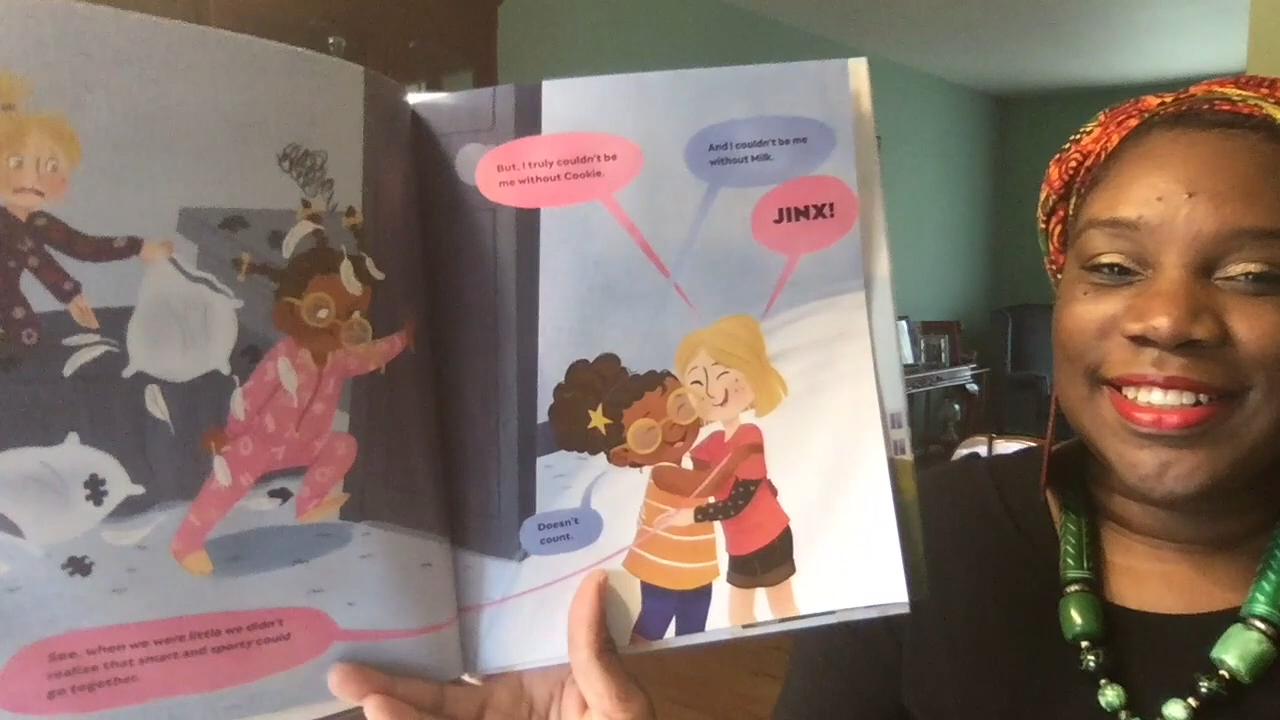 See, when we were little we didn't
realize that smart and sporty could
go together.
But, I truly couldn't be
me without Cookie.
And I couldn't be me
without Milk.
JINX!
Doesn't
count.